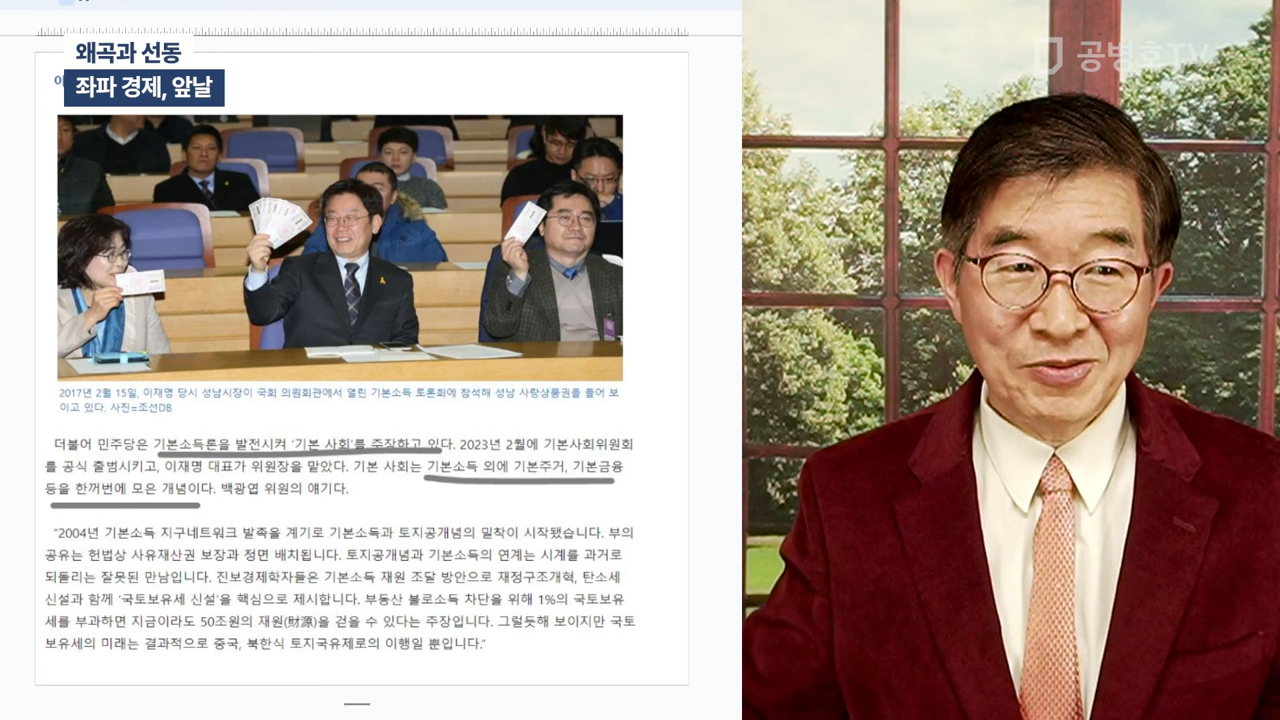 왜곡과 선동
좌파 경제, 앞날
공병호TV
2017년 2월 15일, 이재명 당시 성남시장이 국회 의원회관에서 열린 기본소득 토론회에 참석해 성남 사랑상품권을 들어 보
이고 있다. 사진=조선DB
더불어 민주당은 기본소득론을 발전시켜 '기본 사회'를 주장하고 있다. 2023년 2월에 기본사회위원회
를 공식 출범시키고, 이재명 대표가 위원장을 맡았다. 기본 사회는 기본소득 외에 기본주거, 기본금융
등을 한꺼번에 모은 개념이다. 백광엽 위원의 얘기다.
"2004년 기본소득 지구네트워크 발족을 계기로 기본소득과 토지공개념의 밀착이 시작됐습니다. 부의
공유는 헌법상 사유재산권 보장과 정면 배치됩니다. 토지공개념과 기본소득의 연계는 시계를 과거로
되돌리는 잘못된 만남입니다. 진보경제학자들은 기본소득 재원 조달 방안으로 재정구조개혁, 탄소세
신설과 함께 '국토보유세 신설'을 핵심으로 제시합니다. 부동산 불로소득 차단을 위해 1%의 국토보유
세를 부과하면 지금이라도 50조원의 재원(財源)을 걷을 수 있다는 주장입니다. 그럴듯해 보이지만 국토
보유세의 미래는 결과적으로 중국, 북한식 토지국유제로의 이행일 뿐입니다."